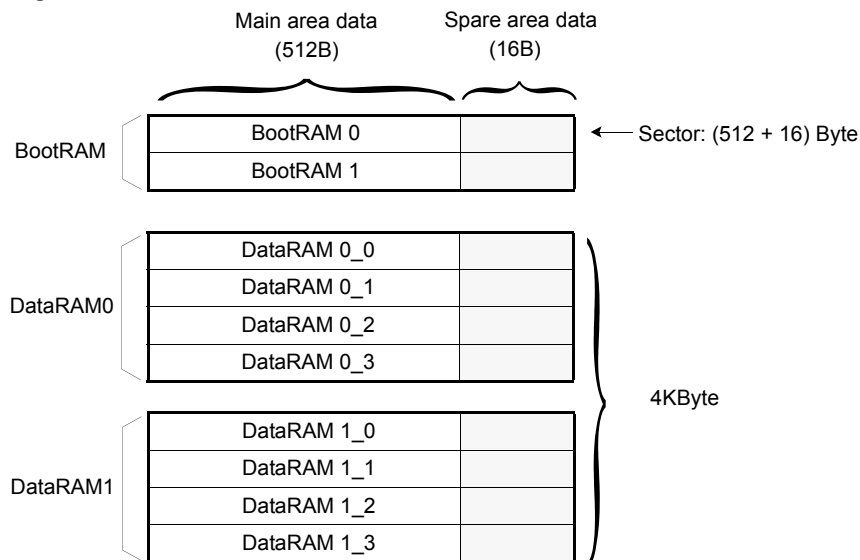 Main area data
(512B)
Spare area data
(16B)
BootRAM
BootRAM 0
BootRAM 1
Sector: (512 + 16) Byte
DataRAM0
DataRAM 0_0
DataRAM 0_1
DataRAM 0_2
DataRAM 0_3
4KByte
DataRAM1
DataRAM 1_0
DataRAM 1_1
DataRAM 1_2
DataRAM 1_3